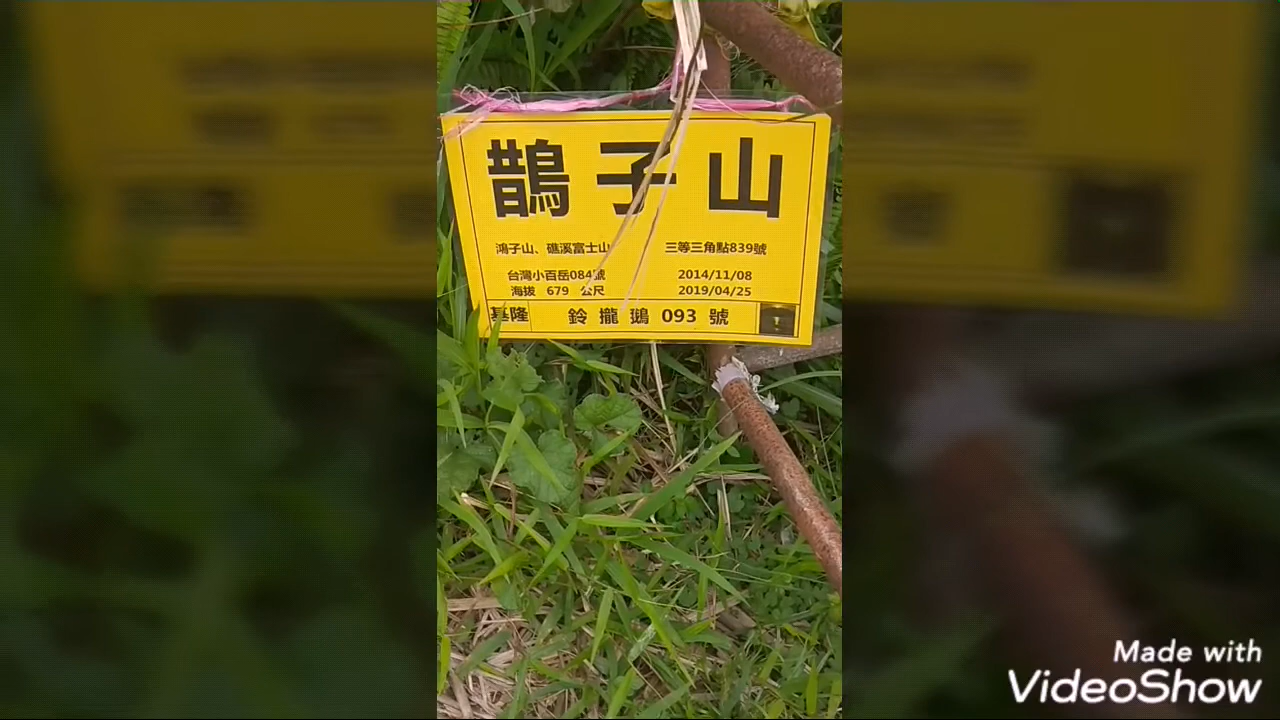 鵲子山
鴻子山、礁溪富士山 三等三角點839號
台灣小百岳084號 2014/11/08
海拔 679 公尺 2019/04/25
基隆 鈴攏鵝 093 號
Made with
VideoShow